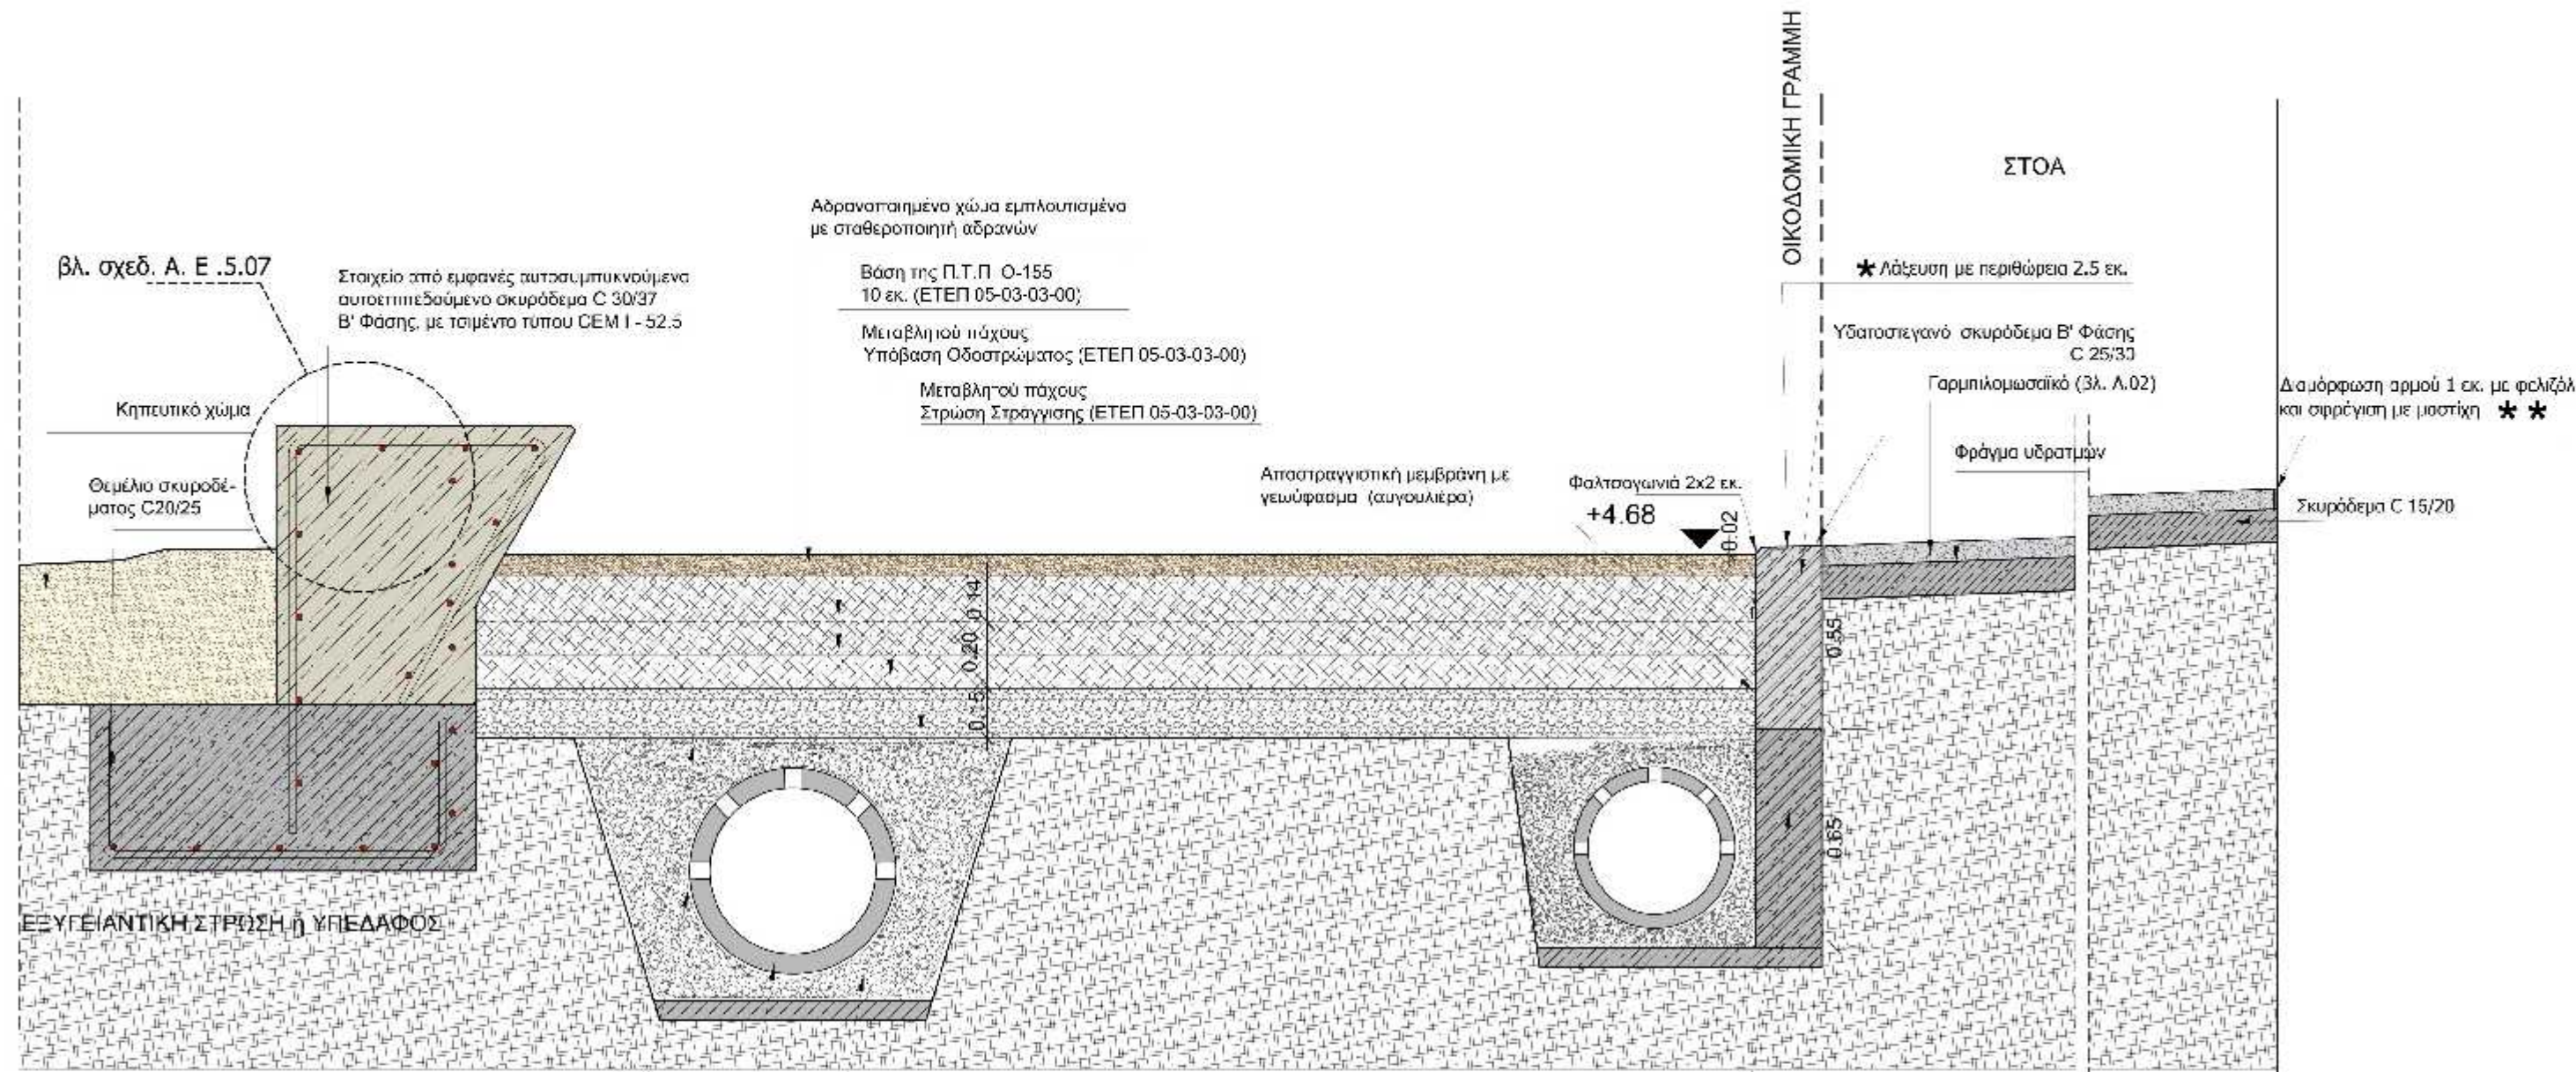 ΟΙΚΟΔΟΜΙΚΗ ΓΡΑΜΜΗ
ΣΤΟΑ
βλ. σχεδ. Α. Ε .5.07
Στοιχείο από εμφανές αυτοσυμπυκνούμενο
αυτοεπιπεδούμενο σκυρόδεμα C 30/37
Β' Φάσης, με τσιμέντο τύπου CEM I - 52.5
Κηπευτικό χώμα
Θεμέλιο σκυροδέ-
ματος C20/25
Αδρανοποιημένο χώμα εμπλουτισμένο
με σταθεροποιητή αδρανών
Βάση της Π.Τ.Π Ο-155
10 εκ. (ΕΤΕΠ 05-03-03-00)
Μεταβλητού πάχους
Υπόβαση Οδοστρώματος (ΕΤΕΠ 05-03-03-00)
Μεταβλητού πάχους
Στρώση Στράγγισης (ΕΤΕΠ 05-03-03-00)
Αποστραγγιστική μεμβράνη με
γεωύφασμα (αυγουλιέρα)
Φαλτσογωνιά 2x2 εκ.
+4.68
0.02
* Λάξευση με περιθώρεια 2.5 εκ.
Υδατοστεγανό σκυρόδεμα Β' Φάσης
C 25/30
Γαρμπιλομωσαϊκό (βλ. Λ.02)
Φράγμα υδρατμών
Διαμόρφωση αρμού 1 εκ. με φελιζόλ
και σφράγιση με μαστίχη * *
Σκυρόδεμα C 15/20
0.14
0.20
0.55
0.65
ΕΞΥΓΕΙΑΝΤΙΚΗ ΣΤΡΩΣΗ ή ΥΠΕΔΑΦΟΣ